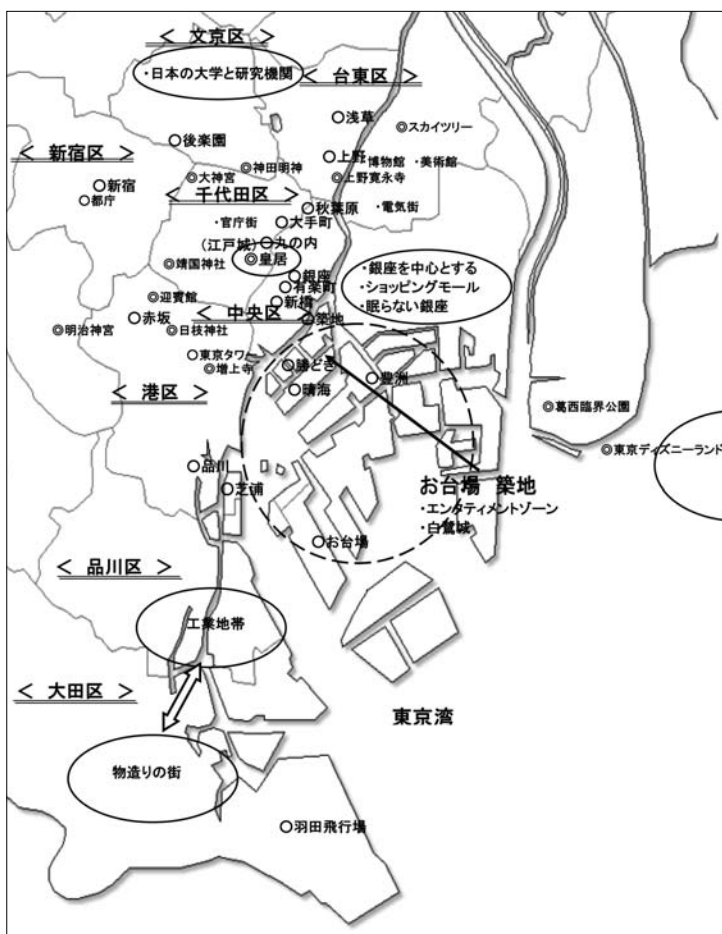 < 文京区 >
・日本の大学と研究機関
< 台東区 >
○浅草
◎スカイツリー
○後楽園
< 新宿区 >
○上野
博物館
・美術館
◎神田明神
◎大神宮
◎上野寛永寺
○新宿
○都庁
< 千代田区 >
○秋葉原
・電気街
・官庁街
○大手町
(江戸城)
○丸の内
◎靖国神社
◎皇居
・銀座を中心とする
・ショッピングモール
・眠らない銀座
○銀座
○有楽町
◎迎賓館
○新橋
< 中央区 >
○築地
○赤坂
◎明治神宮
◎日枝神社
○東京タワー
◎増上寺
○勝どき
○豊洲
○晴海
< 港区 >
◎葛西臨界公園
◎東京ディズニーランド
○品川
○芝浦
お台場 築地
・エンタティメントゾーン
・白鷺城
○お台場
< 品川区 >
工業地帯
< 大田区 >
東京湾
物造りの街
○羽田飛行場